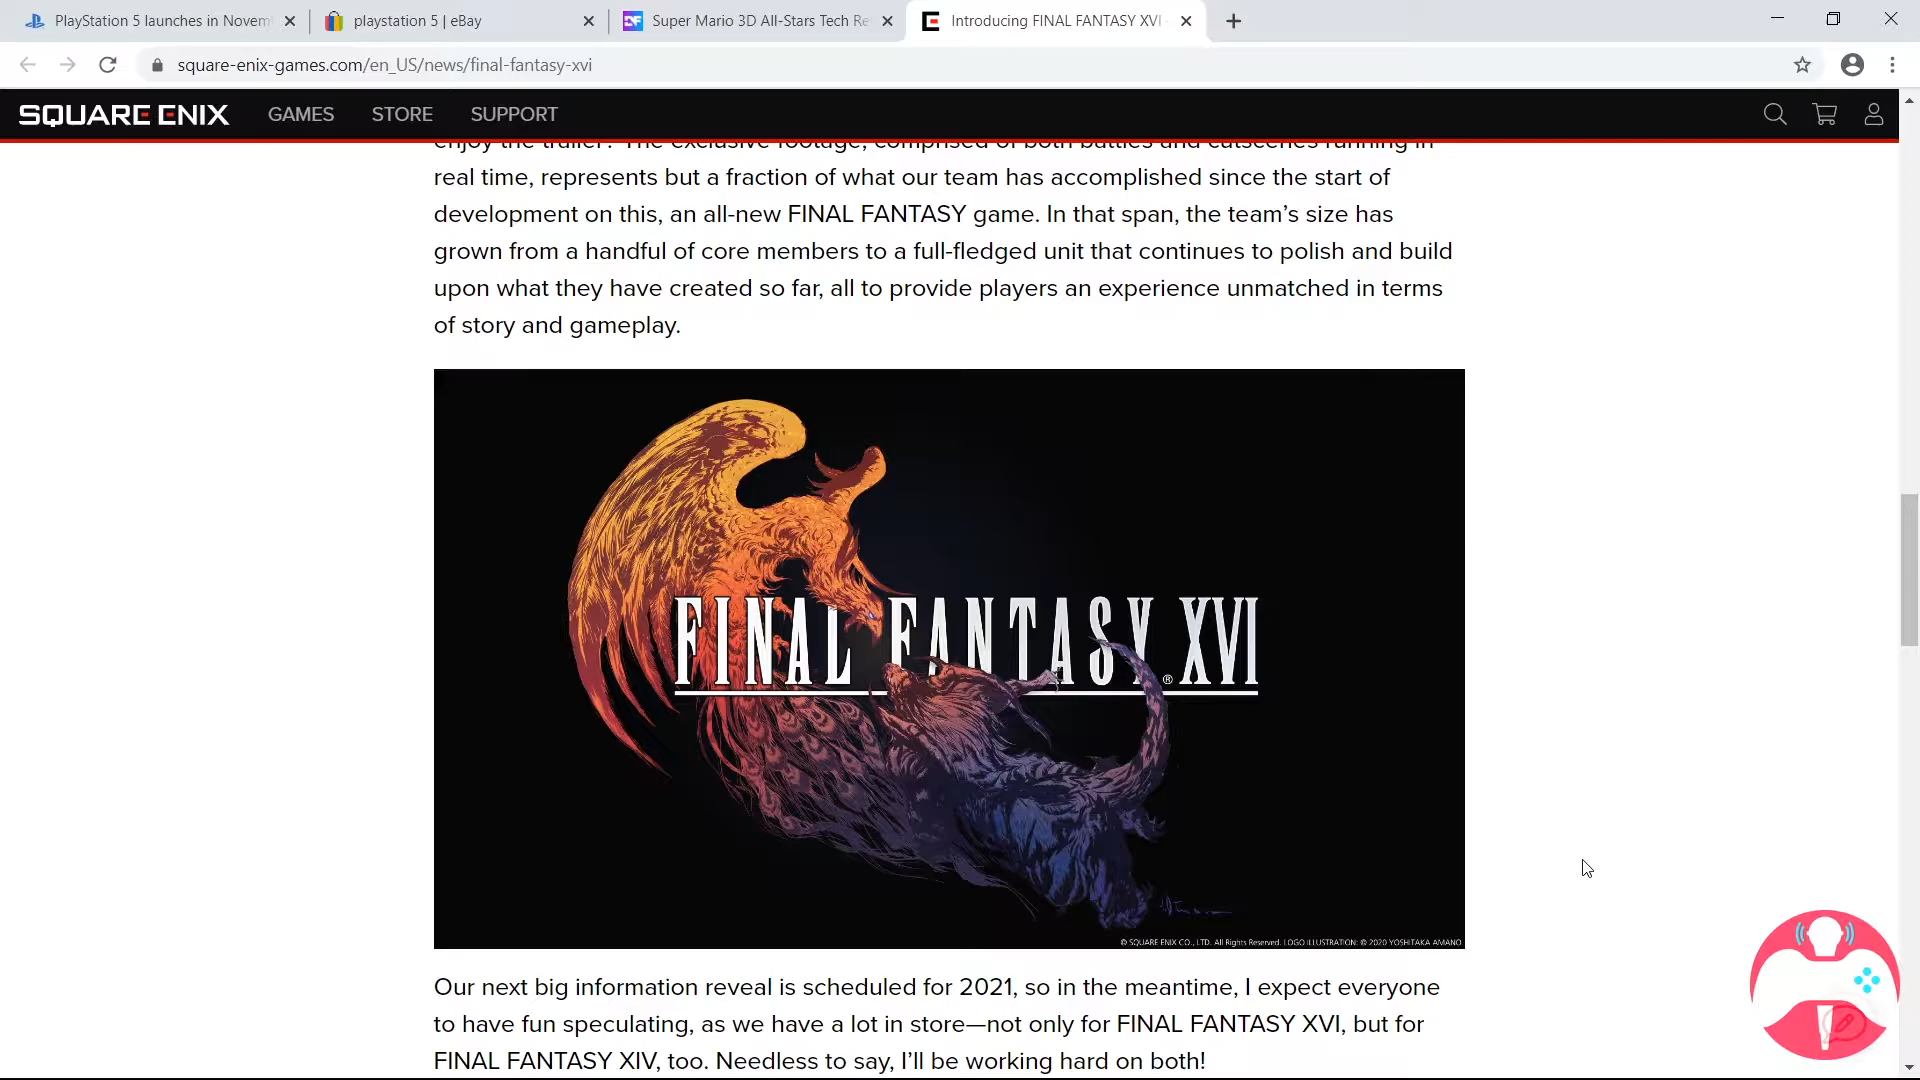 PlayStation 5 launches in Novem
playstation 5 | eBay
Super Mario 3D All-Stars Tech Re
Introducing FINAL FANTASY XVI
square-enix-games.com/en_US/news/final-fantasy-xvi
SQUARE ENIX
GAMES
STORE
SUPPORT
enjoy the trailer? The exclusive footage, comprised of both battles and cutscenes running in
real time, represents but a fraction of what our team has accomplished since the start of
development on this, an all-new FINAL FANTASY game. In that span, the team’s size has
grown from a handful of core members to a full-fledged unit that continues to polish and build
upon what they have created so far, all to provide players an experience unmatched in terms
of story and gameplay.
FINAL FANTASY® XVI
© SQUARE ENIX CO., LTD. All Rights Reserved. LOGO ILLUSTRATION: © 2020 YOSHITAKA AMANO
Our next big information reveal is scheduled for 2021, so in the meantime, I expect everyone
to have fun speculating, as we have a lot in store—not only for FINAL FANTASY XVI, but for
FINAL FANTASY XIV, too. Needless to say, I’ll be working hard on both!